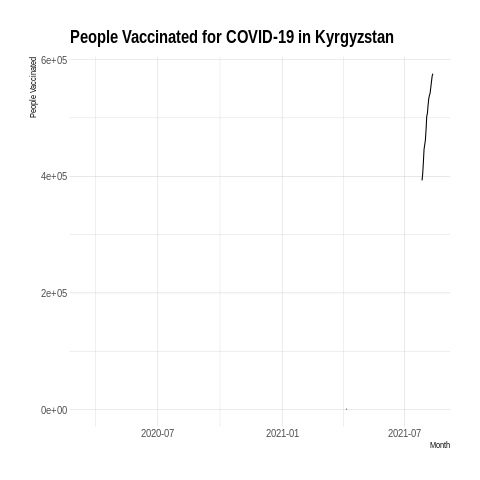 People Vaccinated for COVID-19 in Kyrgyzstan
People Vaccinated
6e+05
4e+05
2e+05
0e+00
2020-07 2021-01 2021-07
Month